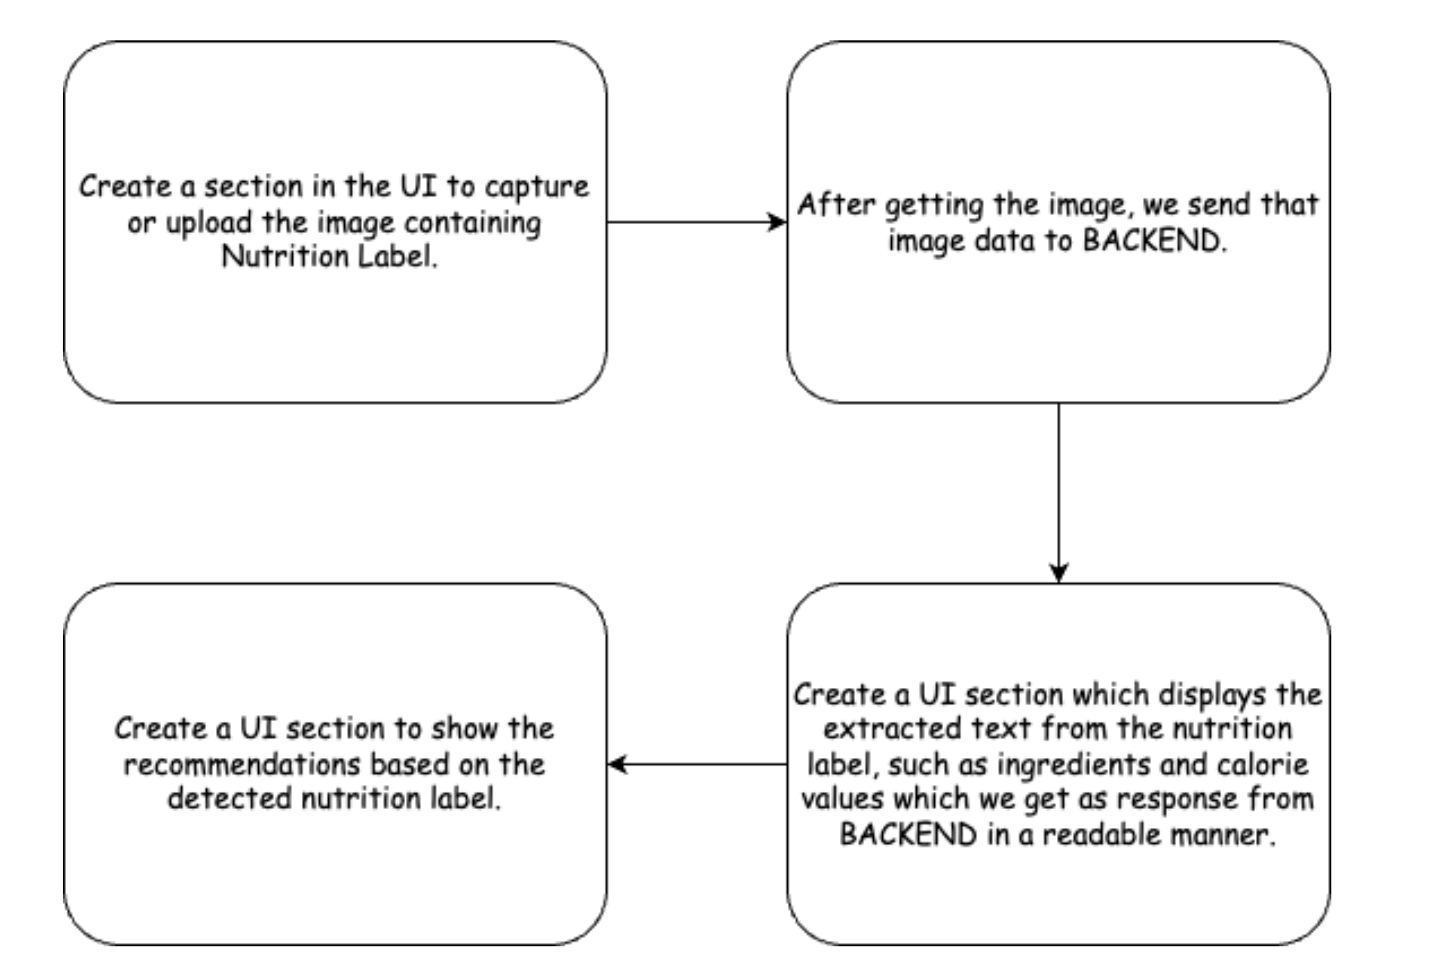 Create a section in the UI to capture
or upload the image containing
Nutrition Label.
After getting the image, we send that
image data to BACKEND.
Create a UI section which displays the
extracted text from the nutrition
label, such as ingredients and calorie
values which we get as response from
BACKEND in a readable manner.
Create a UI section to show the
recommendations based on the
detected nutrition label.